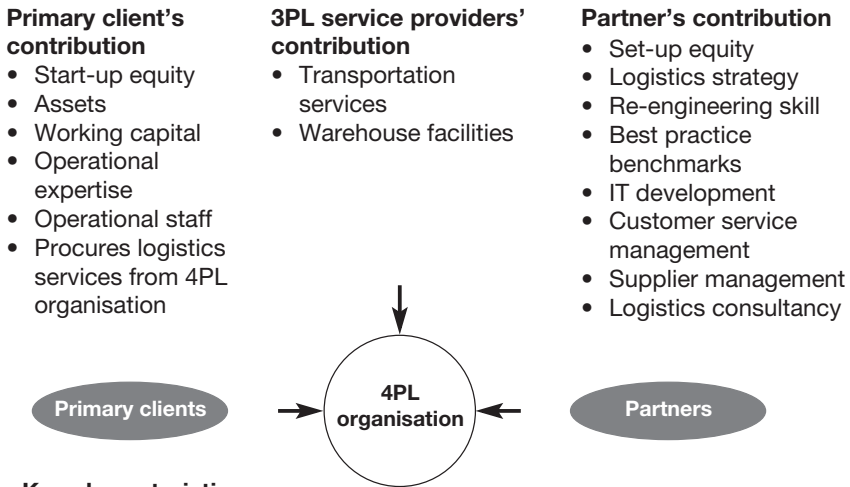 Primary client's
contribution
• Start-up equity
• Assets
• Working capital
• Operational
expertise
• Operational staff
• Procures logistics
services from 4PL
organisation
3PL service providers'
contribution
• Transportation
services
• Warehouse facilities
Partner's contribution
• Set-up equity
• Logistics strategy
• Re-engineering skill
• Best practice
benchmarks
• IT development
• Customer service
management
• Supplier management
• Logistics consultancy
Primary clients
4PL
organisation
Partners